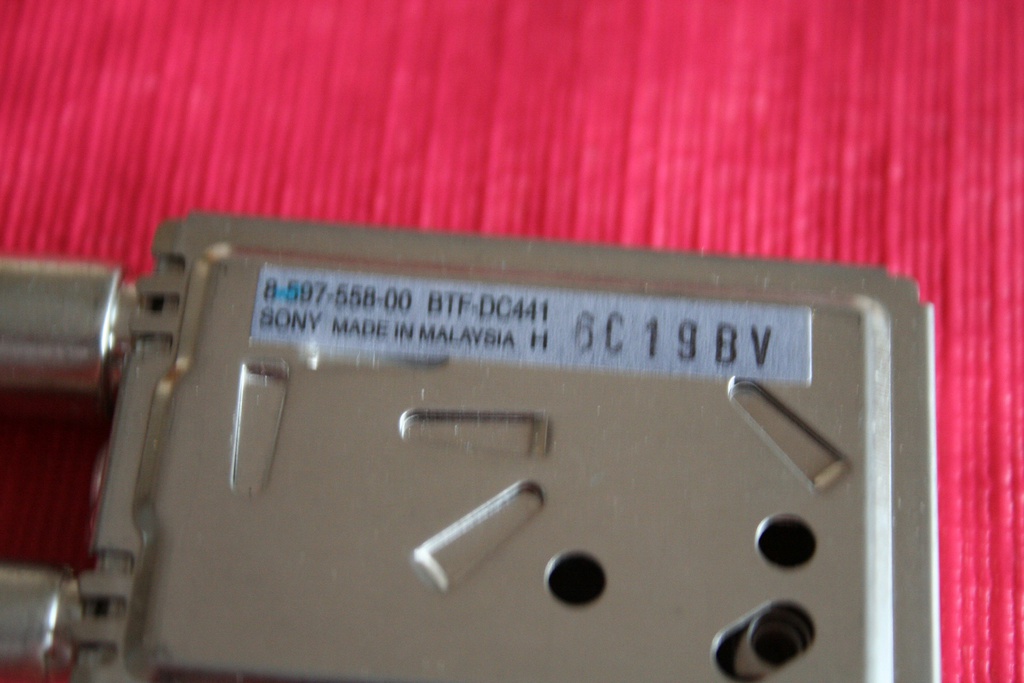 8-597-558-00 BTF-DC441
SONY MADE IN MALAYSIA H 6C19BV